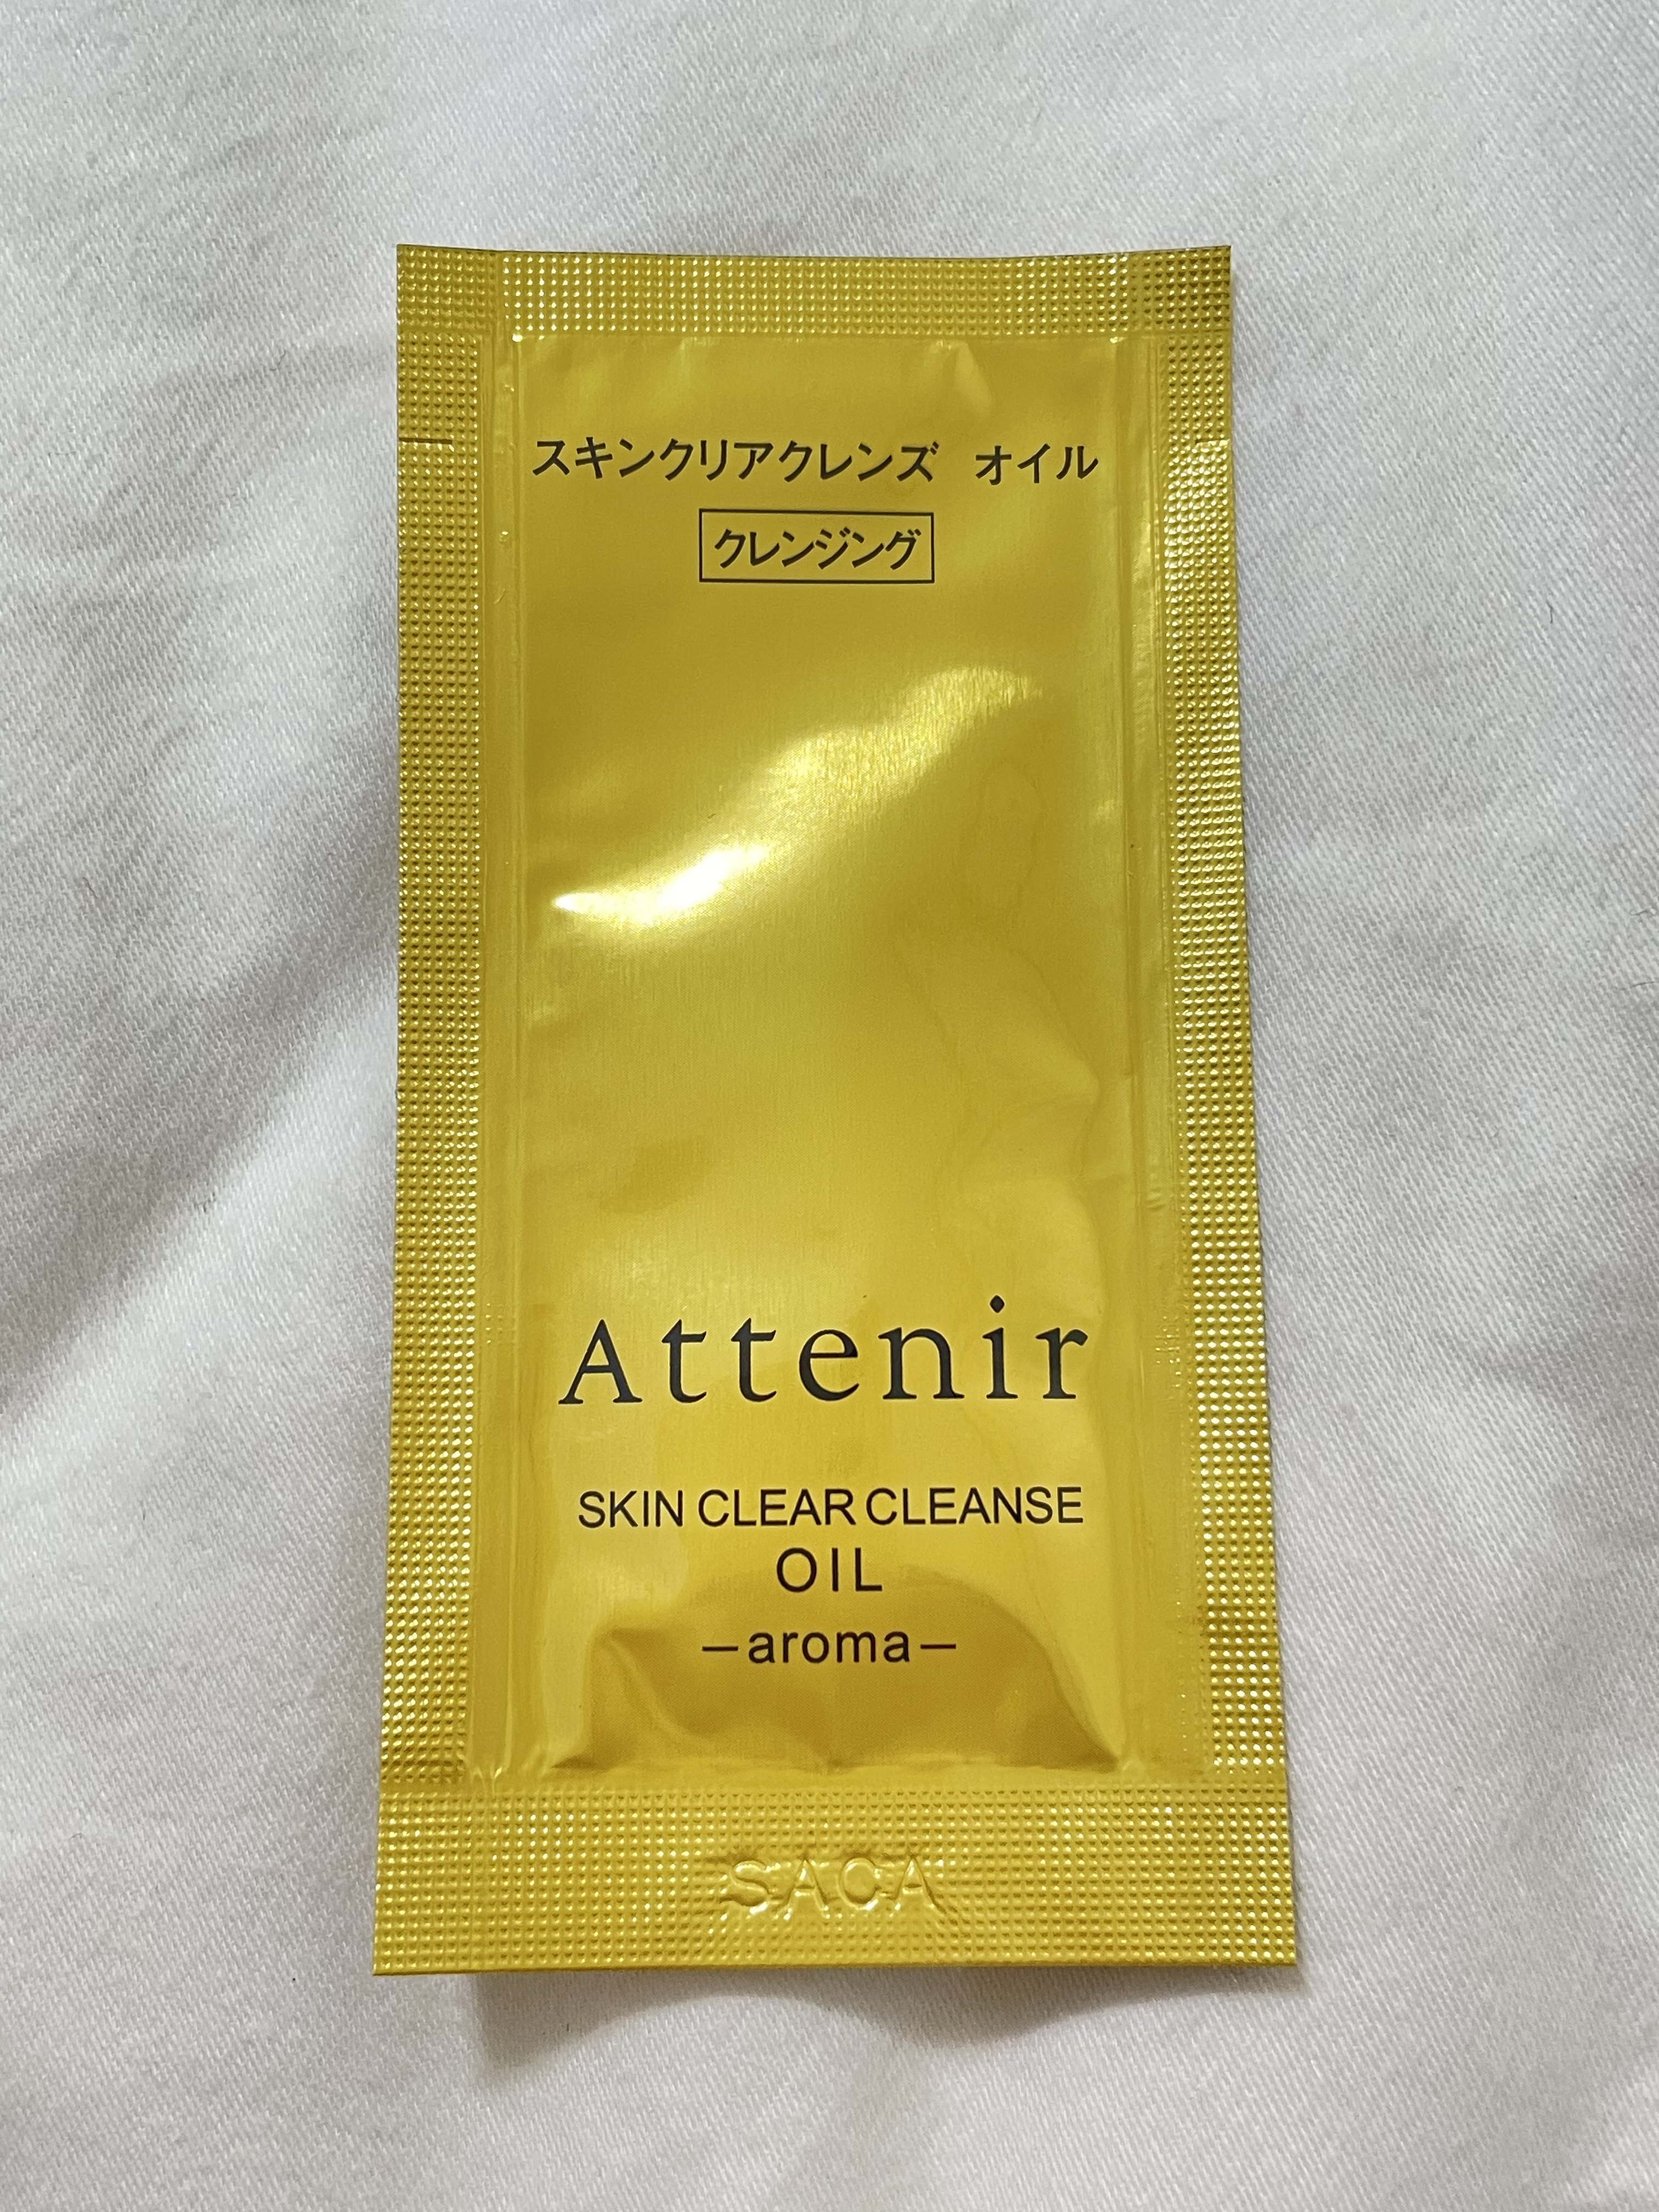 スキンクリアクレンズ　オイル
クレンジング
Attenir
SKIN CLEAR CLEANSE
OIL
—aroma—
SACA